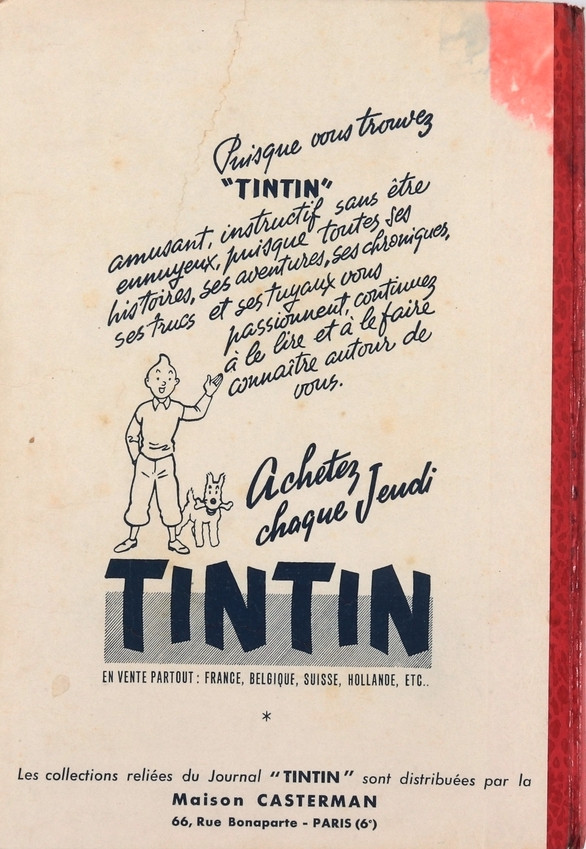 Puisque vous trouvez
"TINTIN"
amusant, instructif sans être
ennuyeux, puisque toutes ses
histoires, ses aventures, ses chroniques,
ses trucs et ses tuyaux vous
passionnent, continuez
à le lire et à le faire
connaître autour de
vous.
Achetez
chaque Jeudi
TINTIN
EN VENTE PARTOUT : FRANCE, BELGIQUE, SUISSE, HOLLANDE, ETC..
*
Les collections reliées du Journal "TINTIN" sont distribuées par la
Maison CASTERMAN
66, Rue Bonaparte - PARIS (6e)